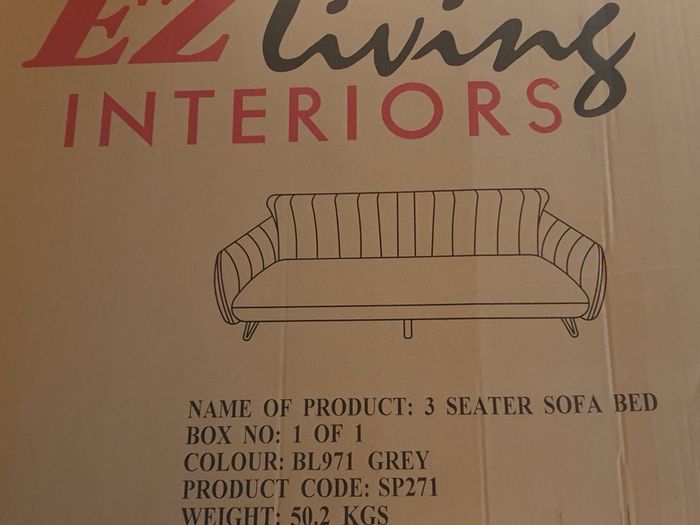 EZ living
INTERIORS
NAME OF PRODUCT: 3 SEATER SOFA BED
BOX NO: 1 OF 1
COLOUR: BL971 GREY
PRODUCT CODE: SP271
WEIGHT: 50.2 KGS